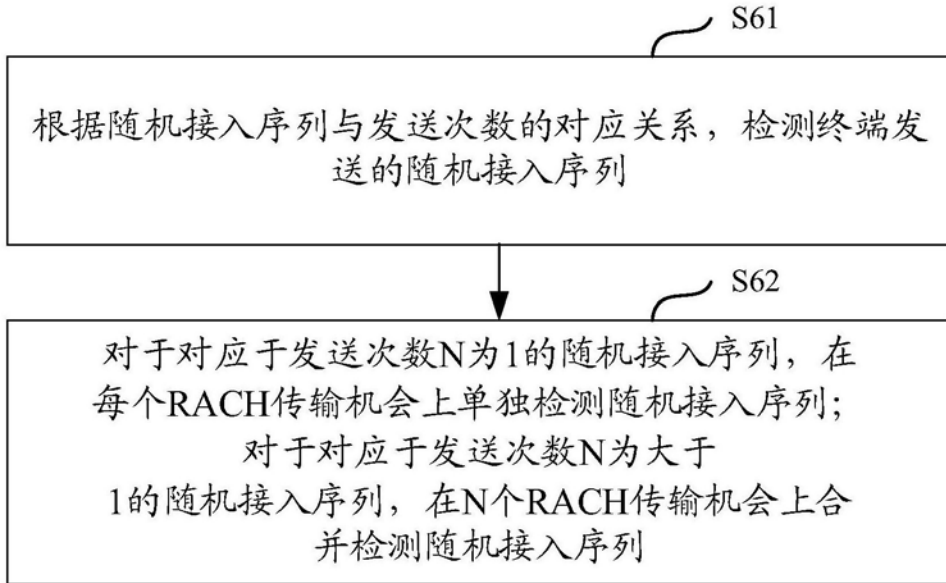 S61
根据随机接入序列与发送次数的对应关系，检测终端发
送的随机接入序列
S62
对于对应于发送次数N为1的随机接入序列，在
每个RACH传输机会上单独检测随机接入序列；
对于对应于发送次数N为大于
1的随机接入序列，在N个RACH传输机会上合
并检测随机接入序列